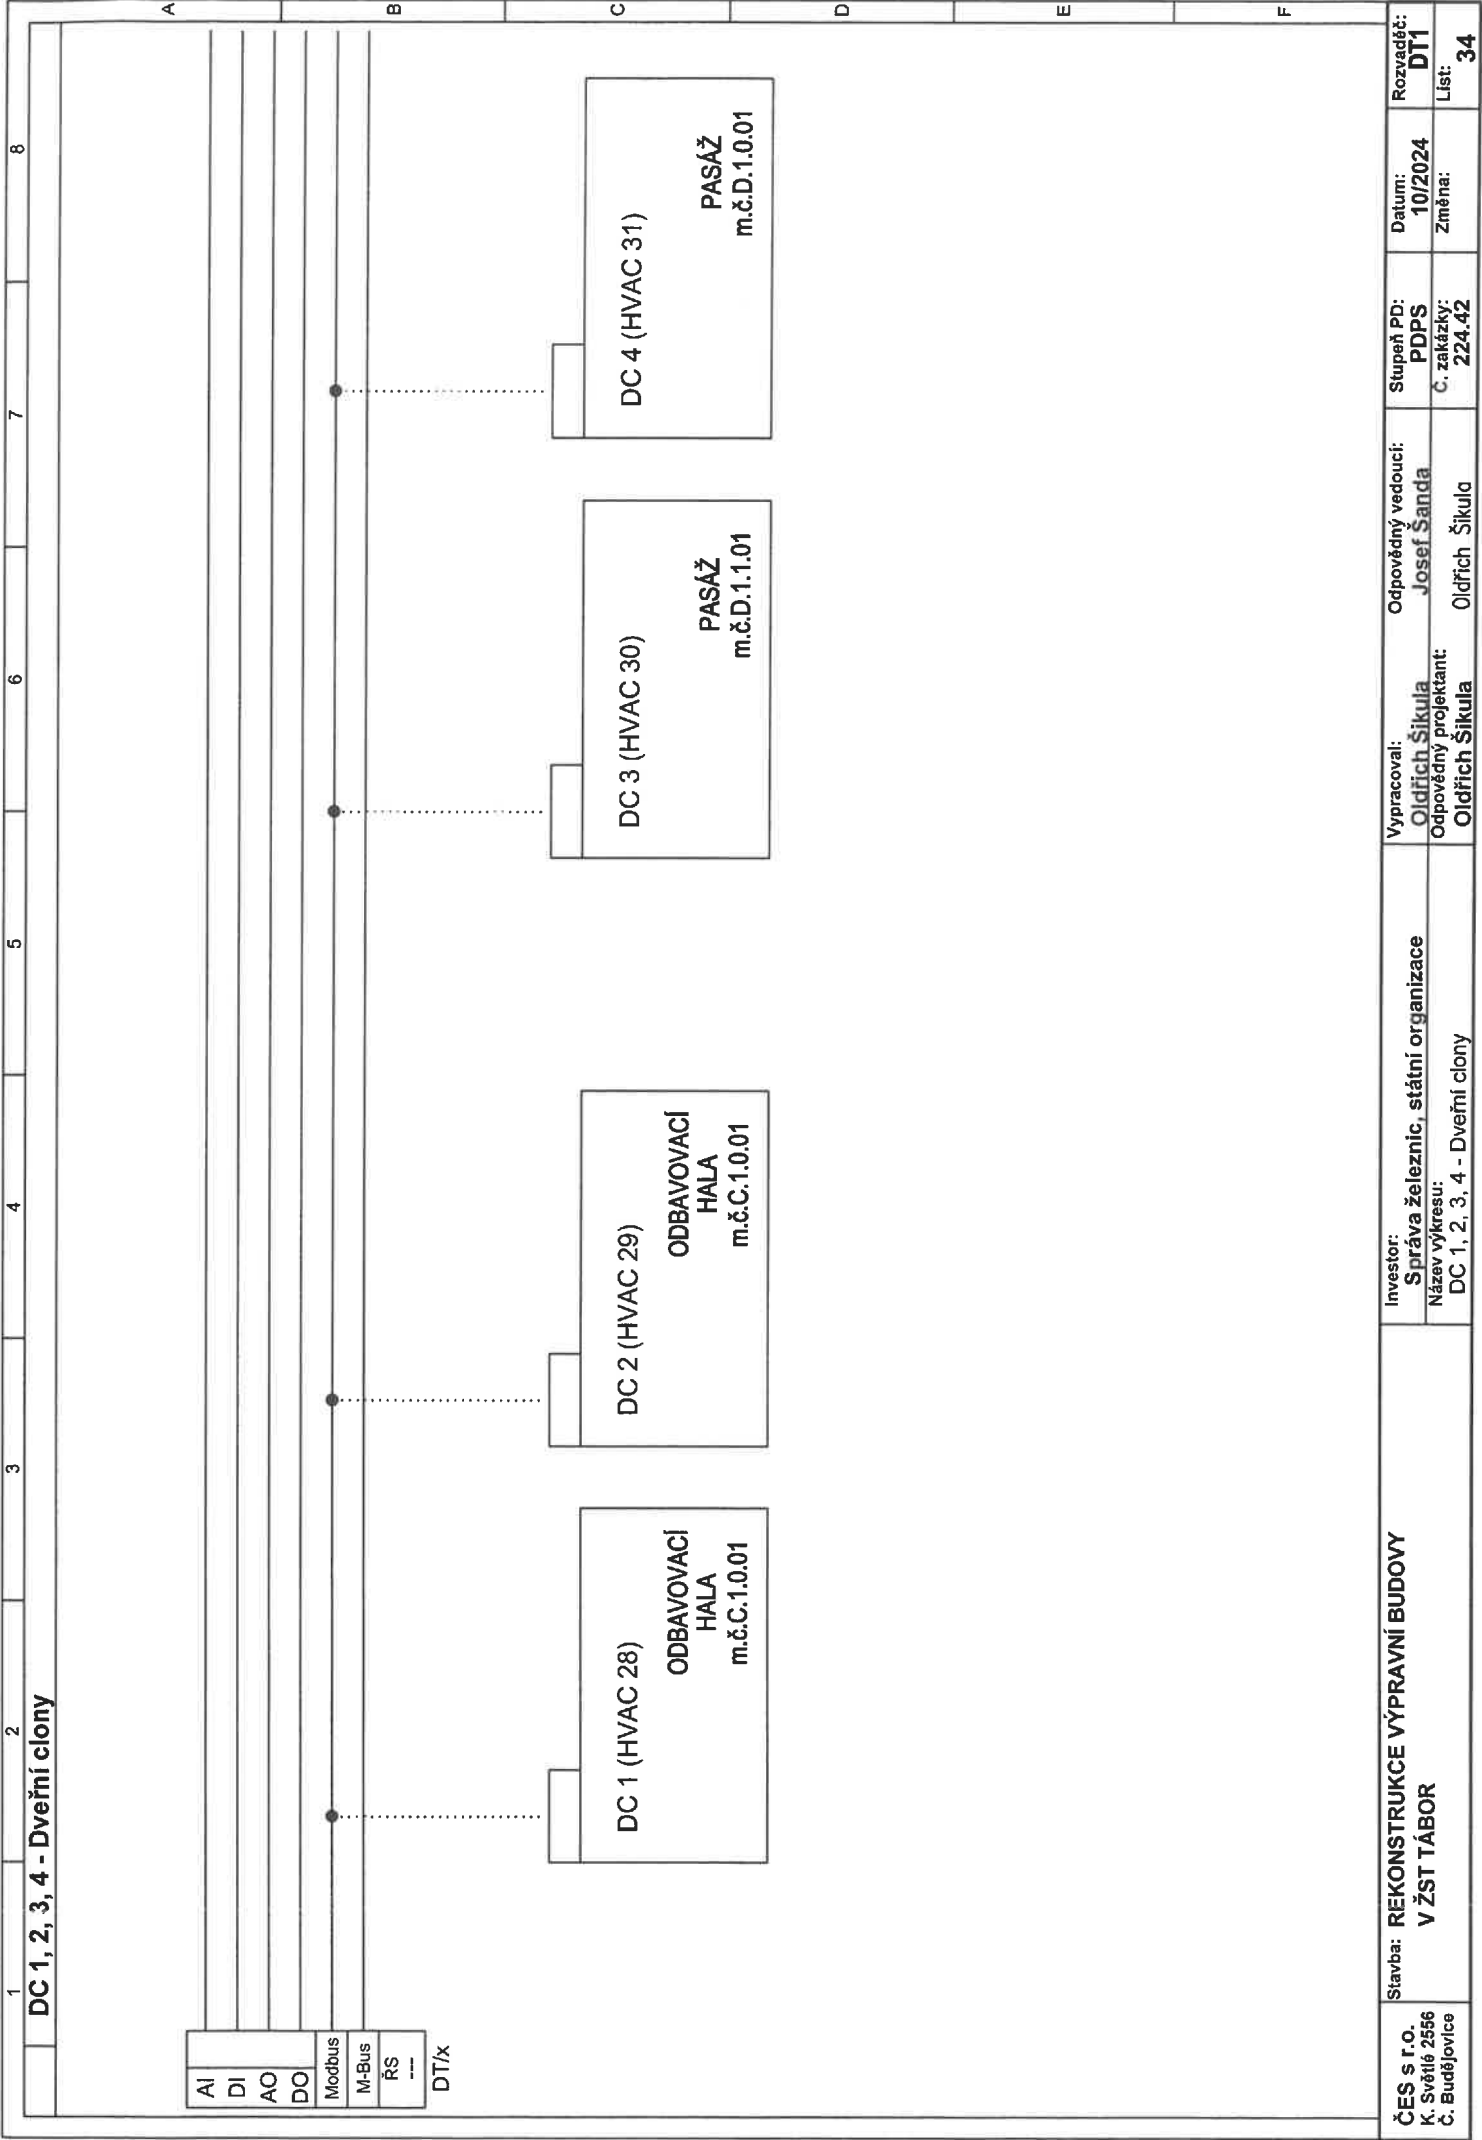 1 2 3 4 5 6 7 8
DC 1, 2, 3, 4 - Dveřní clony
A
B
C
D
E
F
AI
DI
AO
DO
Modbus
M-Bus
ŘS
---
DT/x
DC 1 (HVAC 28)
ODBAVOVACÍ
HALA
m.č.C.1.0.01
DC 2 (HVAC 29)
ODBAVOVACÍ
HALA
m.č.C.1.0.01
DC 3 (HVAC 30)
PASÁŽ
m.č.D.1.1.01
DC 4 (HVAC 31)
PASÁŽ
m.č.D.1.0.01
ČES s r.o.
K. Světlé 2556
Č. Budějovice
Stavba: REKONSTRUKCE VÝPRAVNÍ BUDOVY
V ŽST TÁBOR
Investor:
Správa železnic, státní organizace
Název výkresu:
DC 1, 2, 3, 4 - Dveřní clony
Vypracoval:
Oldřich Šikula
Odpovědný projektant:
Oldřich Šikula
Odpovědný vedoucí:
Josef Šanda
Oldřich Šikula
Stupeň PD:
PDPS
Č. zakázky:
224.42
Datum:
10/2024
Změna:
Rozvaděč:
DT1
List:
34